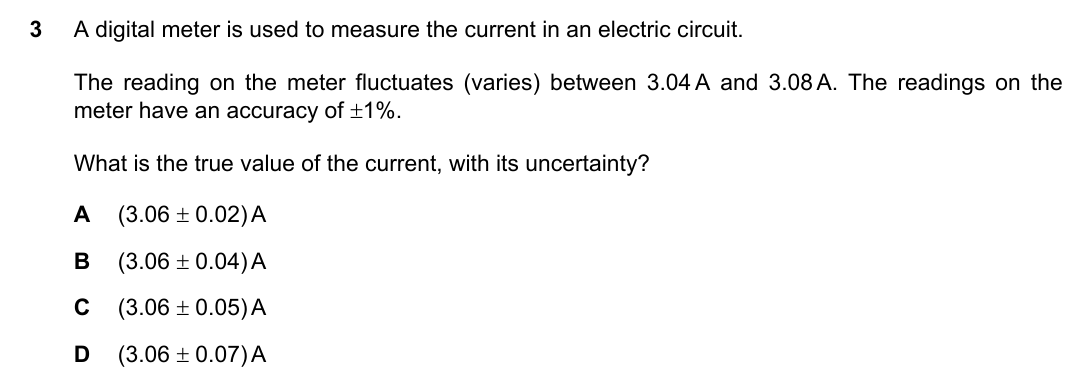 3 A digital meter is used to measure the current in an electric circuit.
The reading on the meter fluctuates (varies) between 3.04 A and 3.08 A. The readings on the
meter have an accuracy of ±1%.
What is the true value of the current, with its uncertainty?
A (3.06 ± 0.02) A
B (3.06 ± 0.04) A
C (3.06 ± 0.05) A
D (3.06 ± 0.07) A